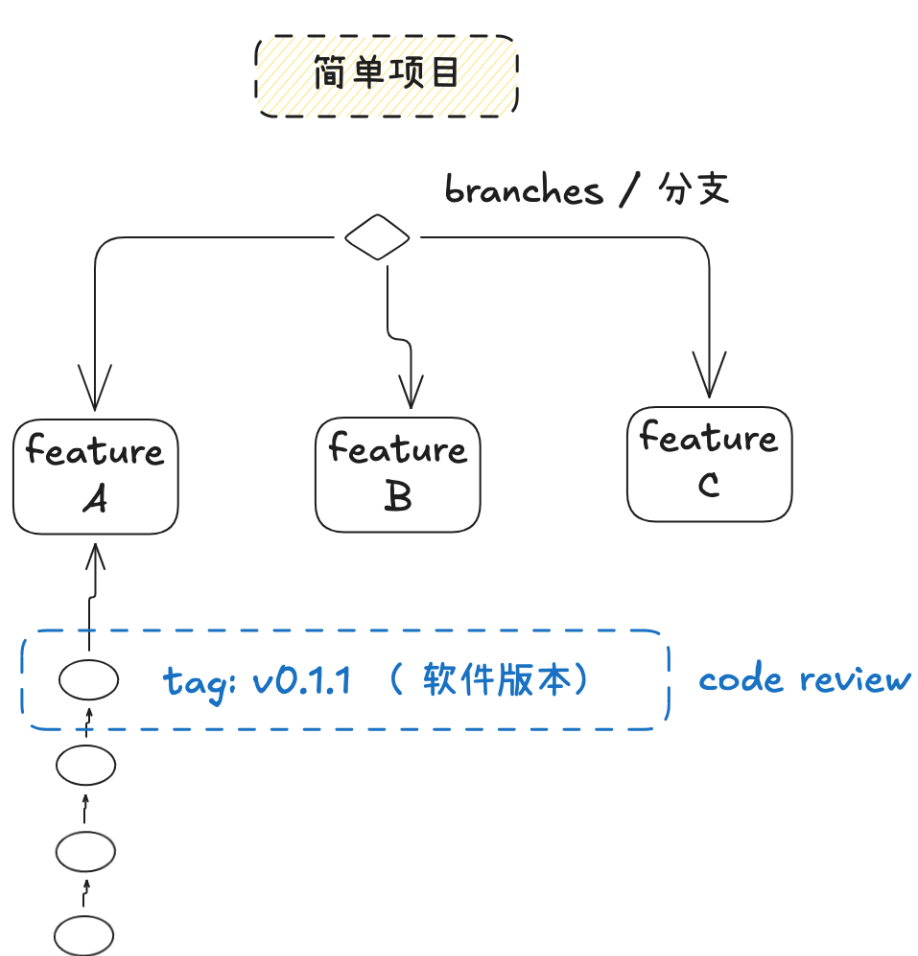 简单项目
branches / 分支
feature
A
feature
B
feature
C
tag: v0.1.1 （ 软件版本）
code review